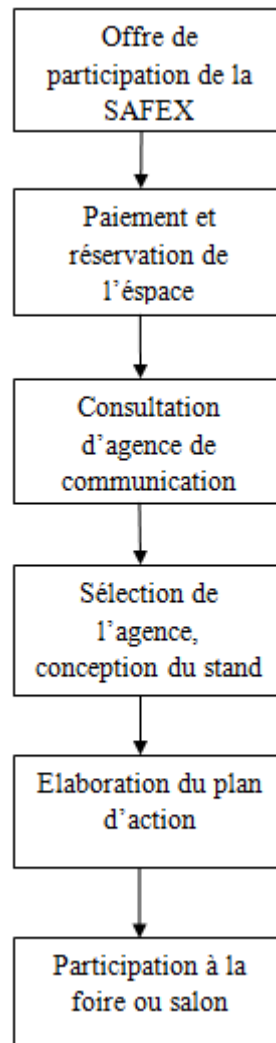 Offre de
participation de la
SAFEX
Paiement et
réservation de
l'éspace
Consultation
d'agence de
communication
Sélection de
l'agence,
conception du stand
Elaboration du plan
d'action
Participation à la
foire ou salon